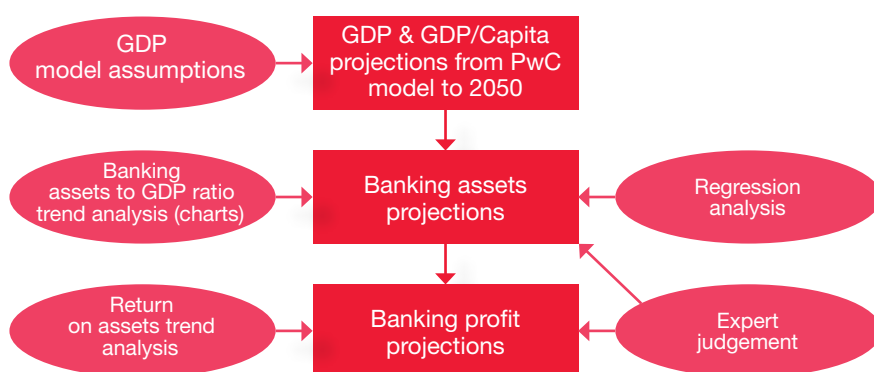 GDP
model assumptions
GDP & GDP/Capita
projections from PwC
model to 2050
Banking
assets to GDP ratio
trend analysis (charts)
Banking assets
projections
Regression
analysis
Return
on assets trend
analysis
Banking profit
projections
Expert
judgement